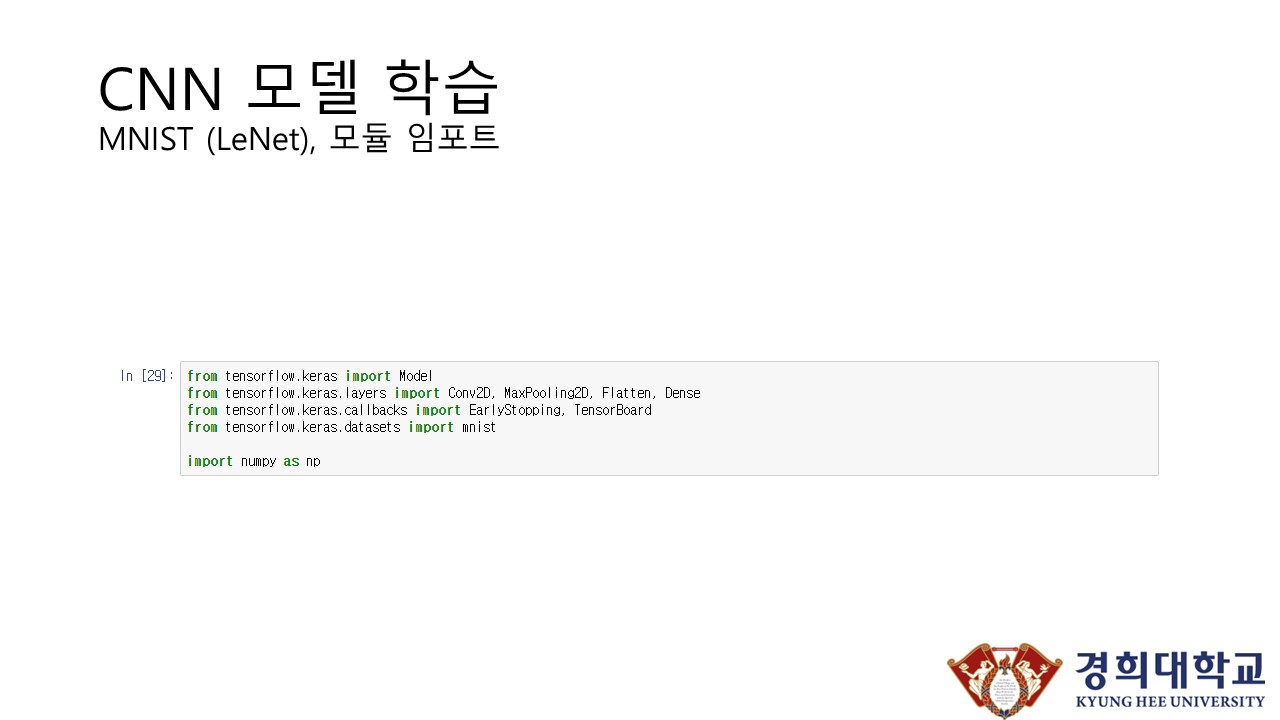 CNN 모델 학습
MNIST (LeNet), 모듈 임포트
In [29]:
from tensorflow.keras import Model
from tensorflow.keras.layers import Conv2D, MaxPooling2D, Flatten, Dense
from tensorflow.keras.callbacks import EarlyStopping, TensorBoard
from tensorflow.keras.datasets import mnist
import numpy as np
경희대학교
KYUNG HEE UNIVERSITY